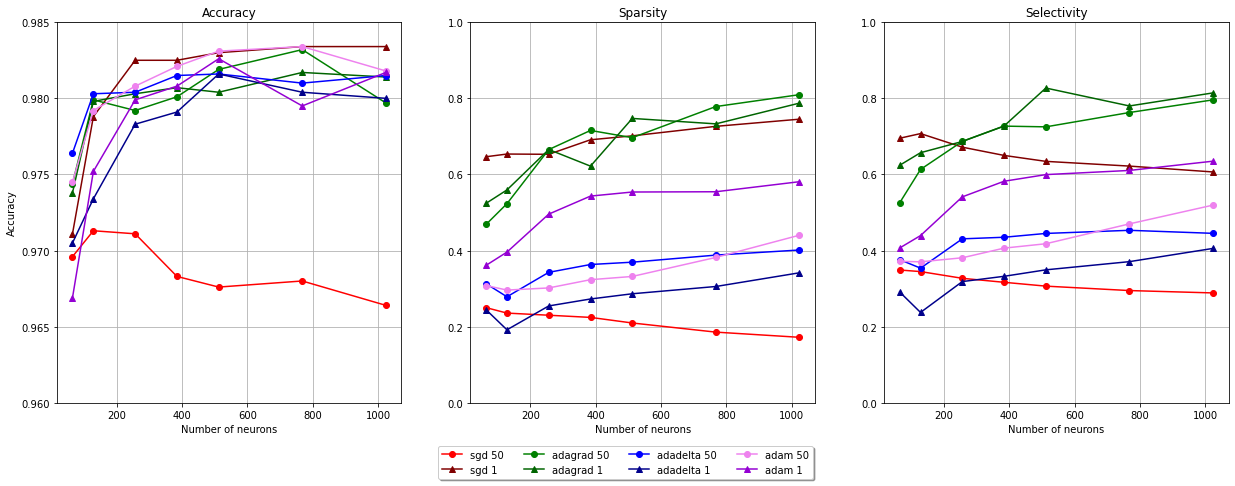 Accuracy
Sparsity
Selectivity
0.985
0.980
0.975
0.970
0.965
0.960
Accuracy
200 400 600 800 1000
Number of neurons
1.0
0.8
0.6
0.4
0.2
0.0
200 400 600 800 1000
Number of neurons
1.0
0.8
0.6
0.4
0.2
0.0
200 400 600 800 1000
Number of neurons
sgd 50 adagrad 50 adadelta 50 adam 50
sgd 1 adagrad 1 adadelta 1 adam 1